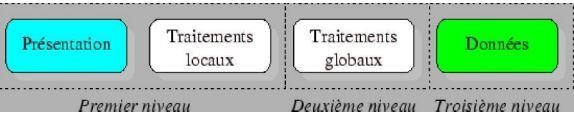 Présentation
Traitements
locaux
Traitements
globaux
Données
Premier niveau
Deuxième niveau
Troisième niveau